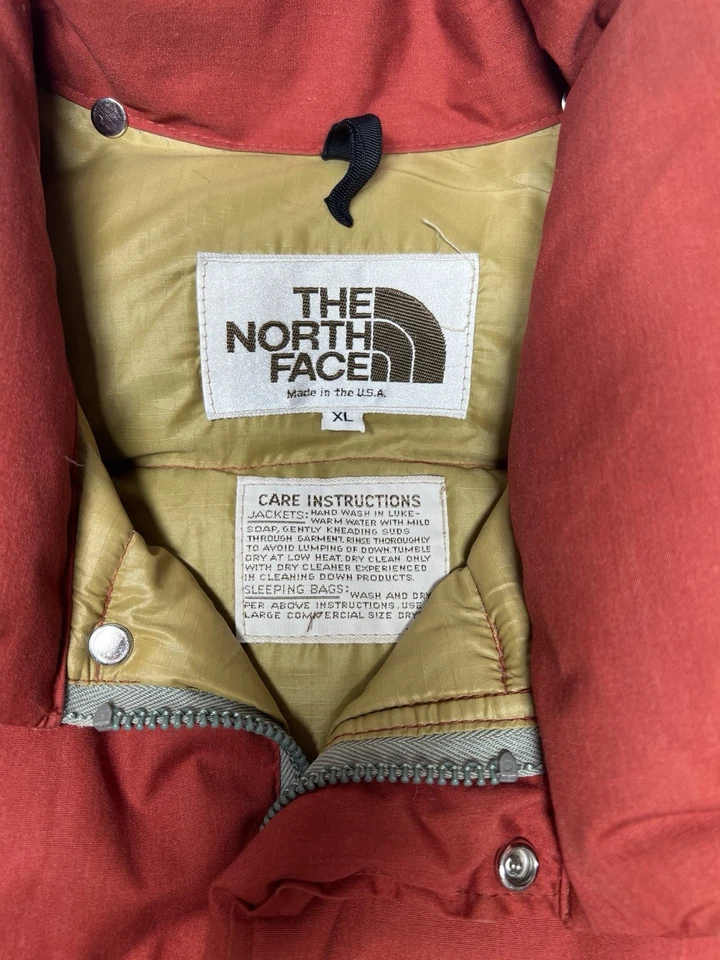 THE
NORTH
FACE
Made in the U.S.A.
XL
CARE INSTRUCTIONS
JACKETS: HAND WASH IN LUKE-
WARM WATER WITH MILD
SOAP, GENTLY KNEADING SUDS
THROUGH GARMENT. RINSE THOROUGHLY
TO AVOID LUMPING OF DOWN. TUMBLE
DRY AT LOW HEAT. DRY CLEAN ONLY
WITH DRY CLEANER EXPERIENCED
IN CLEANING DOWN PRODUCTS.
SLEEPING BAGS: WASH AND DRY
PER ABOVE INSTRUCTIONS. USE
LARGE COMMERCIAL SIZE